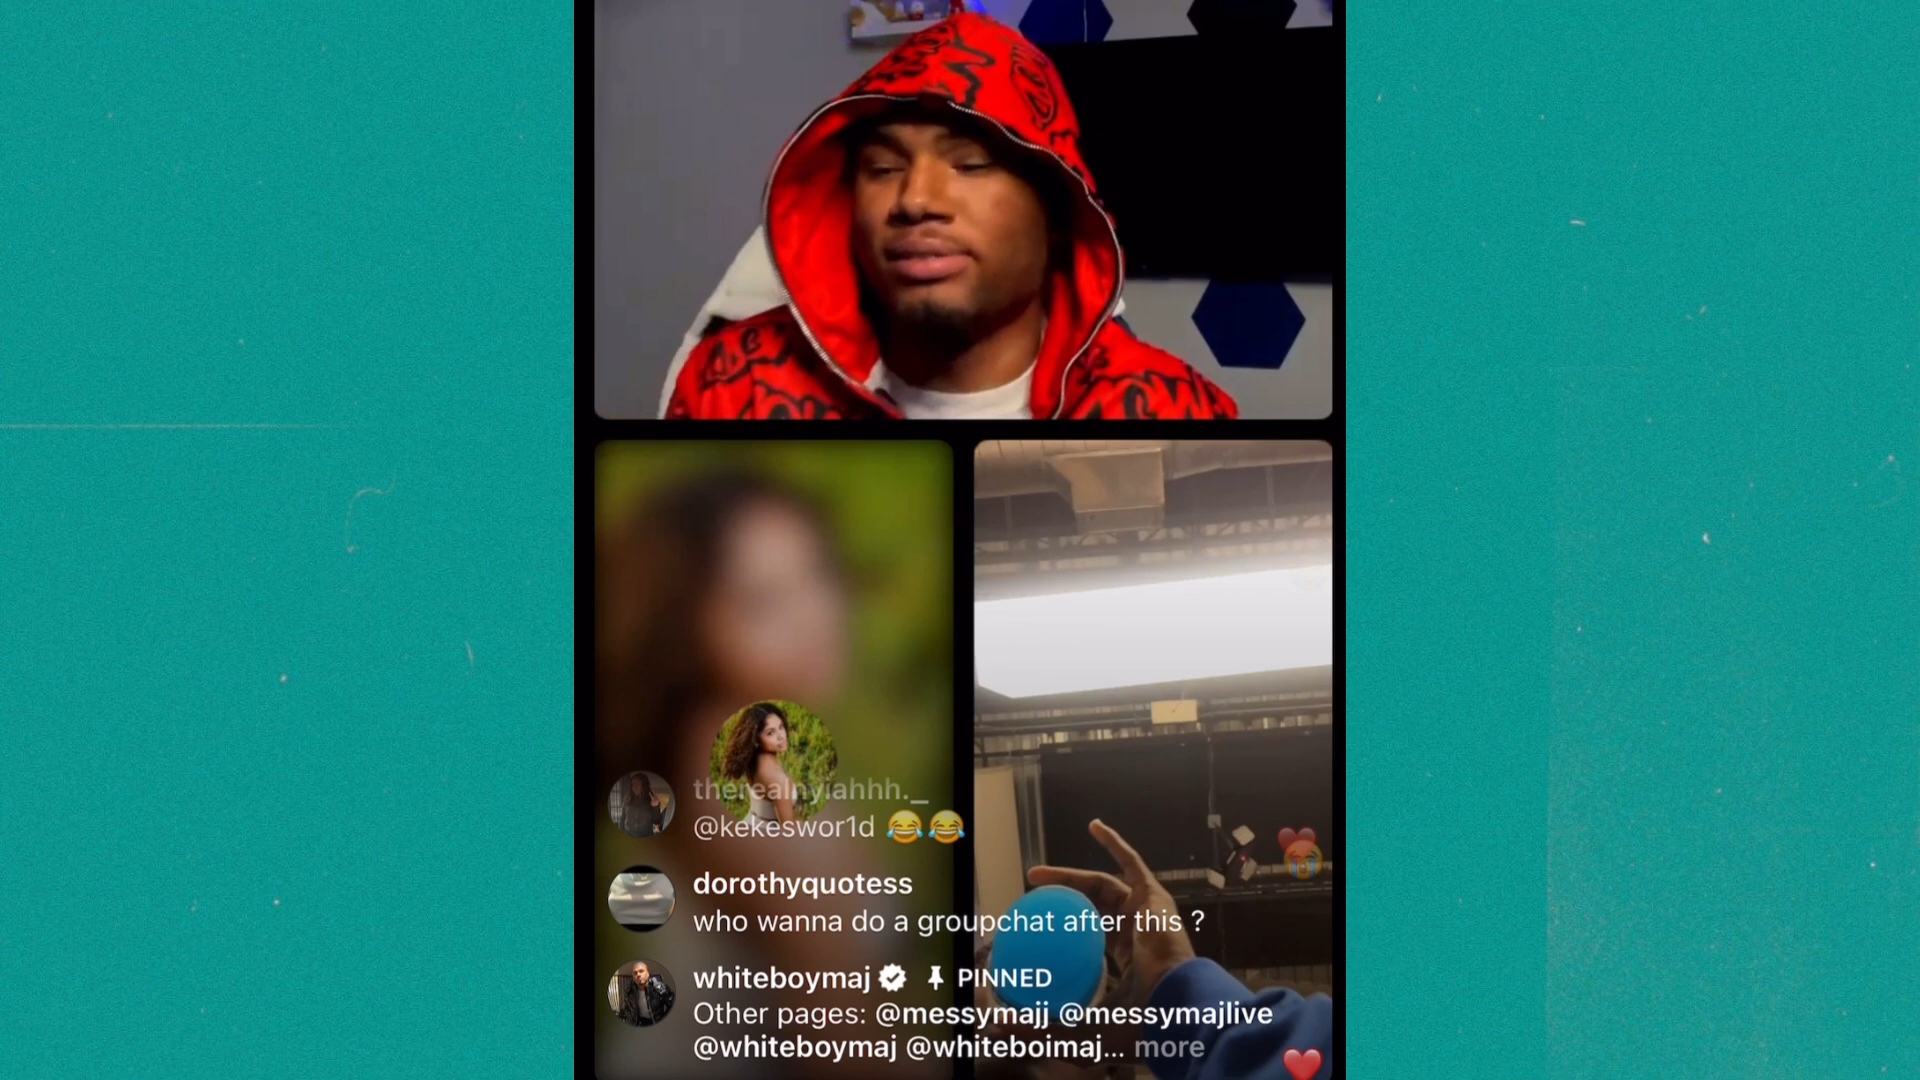 therealnyiahhh._
@kekeswor1d 😂😂
dorothyquotess
who wanna do a groupchat after this ?
whiteboymaj PINNED
Other pages: @messymajj @messymajlive
@whiteboymaj @whiteboimaj... more